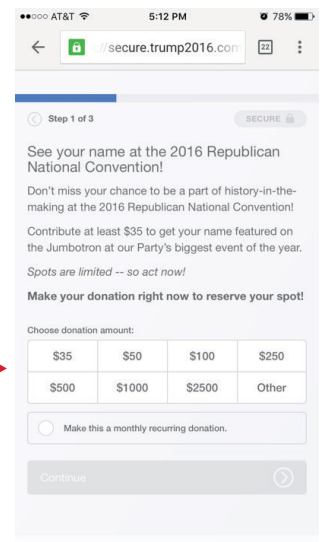 AT&T 5:12 PM 78%
://secure.trump2016.com 22
Step 1 of 3 SECURE
See your name at the 2016 Republican
National Convention!
Don't miss your chance to be a part of history-in-the-
making at the 2016 Republican National Convention!
Contribute at least $35 to get your name featured on
the Jumbotron at our Party's biggest event of the year.
Spots are limited -- so act now!
Make your donation right now to reserve your spot!
Choose donation amount:
$35 $50 $100 $250
$500 $1000 $2500 Other
Make this a monthly recurring donation.
Continue